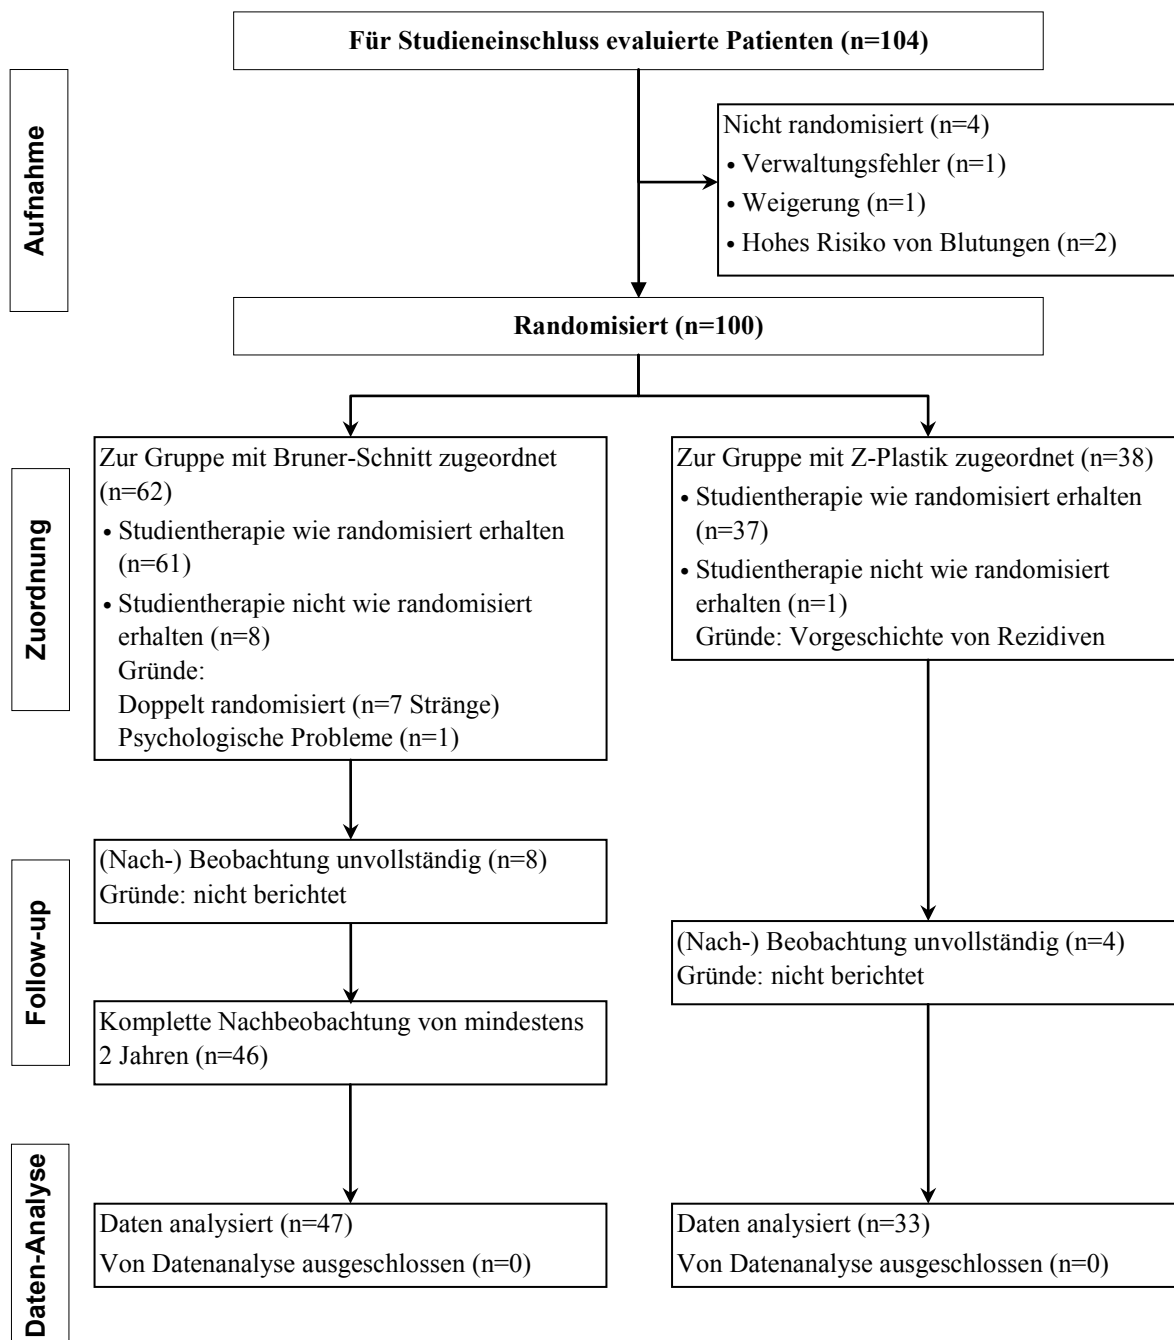 Für Studieneinschluss evaluierte Patienten (n=104)
Aufnahme
Nicht randomisiert (n=4)
• Verwaltungsfehler (n=1)
• Weigerung (n=1)
• Hohes Risiko von Blutungen (n=2)
Randomisiert (n=100)
Zuordnung
Zur Gruppe mit Bruner-Schnitt zugeordnet
(n=62)
• Studientherapie wie randomisiert erhalten
(n=61)
• Studientherapie nicht wie randomisiert
erhalten (n=8)
Gründe:
Doppelt randomisiert (n=7 Stränge)
Psychologische Probleme (n=1)
Zur Gruppe mit Z-Plastik zugeordnet (n=38)
• Studientherapie wie randomisiert erhalten
(n=37)
• Studientherapie nicht wie randomisiert
erhalten (n=1)
Gründe: Vorgeschichte von Rezidiven
Follow-up
(Nach-) Beobachtung unvollständig (n=8)
Gründe: nicht berichtet
Komplette Nachbeobachtung von mindestens
2 Jahren (n=46)
(Nach-) Beobachtung unvollständig (n=4)
Gründe: nicht berichtet
Daten-Analyse
Daten analysiert (n=47)
Von Datenanalyse ausgeschlossen (n=0)
Daten analysiert (n=33)
Von Datenanalyse ausgeschlossen (n=0)